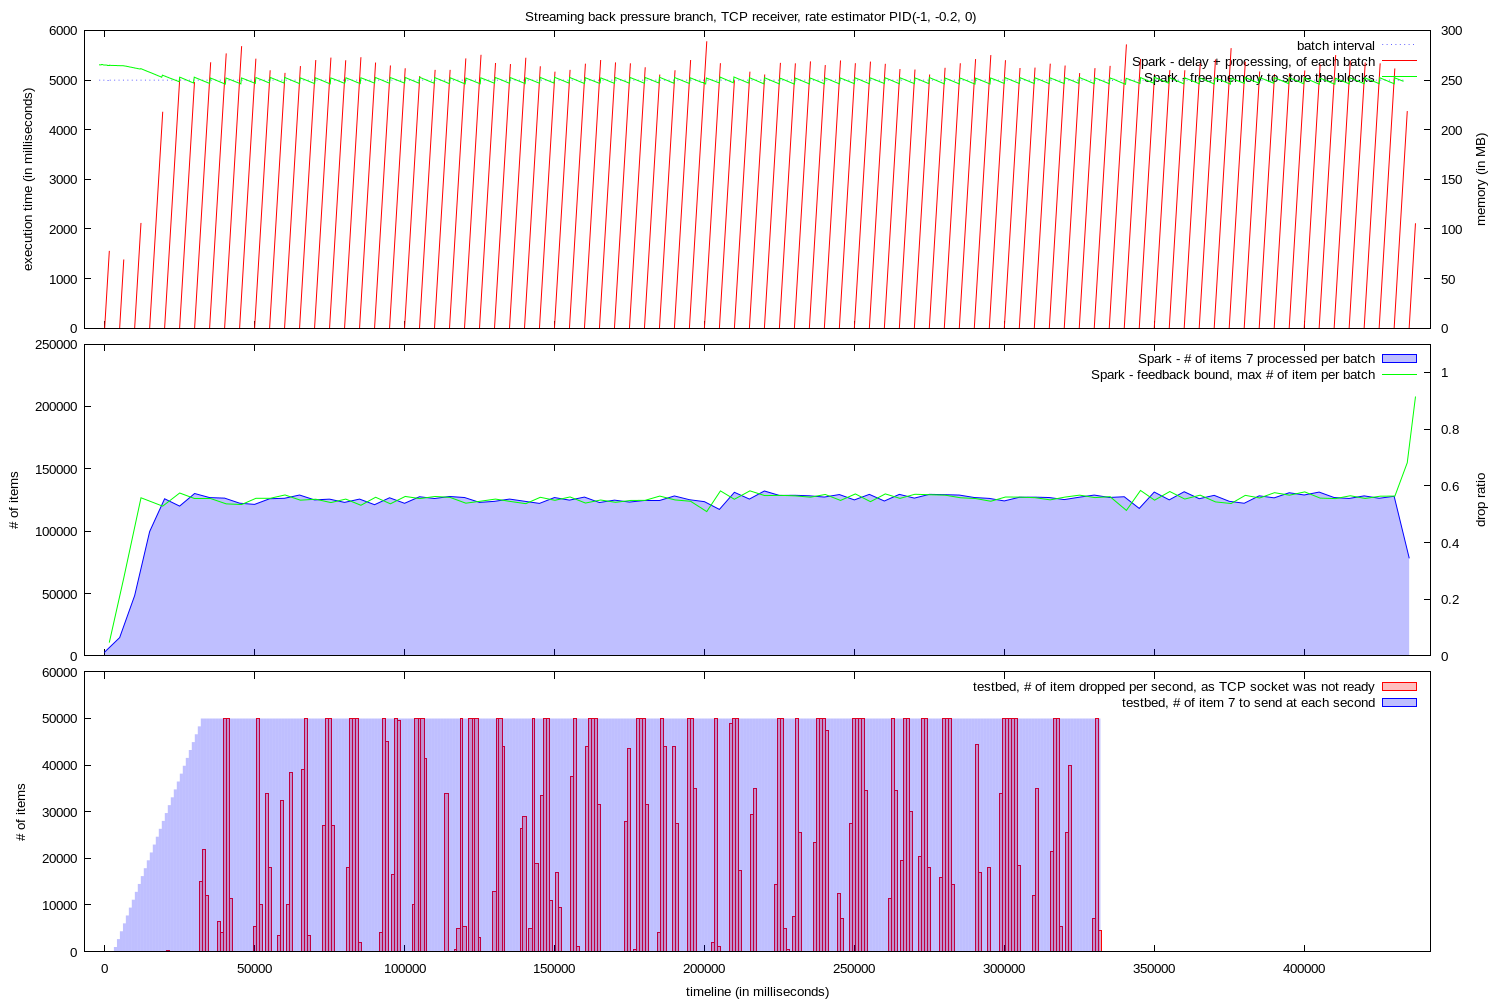 Streaming back pressure branch, TCP receiver, rate estimator PID(-1, -0.2, 0)
execution time (in milliseconds)
6000
5000
4000
3000
2000
1000
0
batch interval
Spark - delay + processing, of each batch
Spark - free memory to store the blocks
300
250
200
150
100
50
0
memory (in MB)
# of items
250000
200000
150000
100000
50000
0
Spark - # of items 7 processed per batch
Spark - feedback bound, max # of item per batch
1
0.8
0.6
0.4
0.2
0
drop ratio
# of items
60000
50000
40000
30000
20000
10000
0
testbed, # of item dropped per second, as TCP socket was not ready
testbed, # of item 7 to send at each second
0 50000 100000 150000 200000 250000 300000 350000 400000
timeline (in milliseconds)